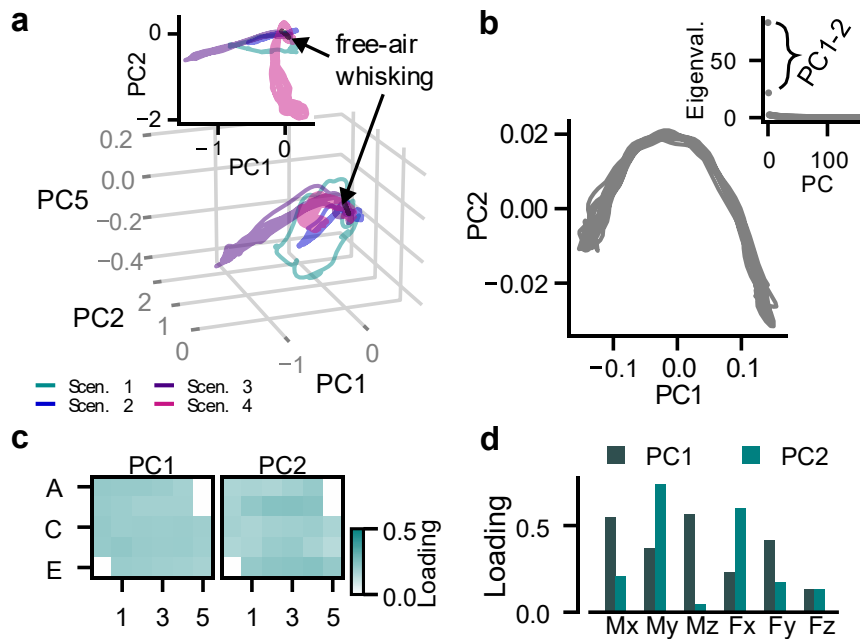 a
0
−2
PC2
−1
0
PC1
free-air
whisking
0.2
0.0
−0.2
−0.4
PC5
2
1
0
PC2
−1
0
PC1
Scen. 1
Scen. 2
Scen. 3
Scen. 4
b
Eigenval.
50
0
PC1-2
0
100
PC
0.02
0.00
−0.02
PC2
−0.1
0.0
0.1
PC1
c
PC1
PC2
A
C
E
1 3 5
1 3 5
0.5
0.0
Loading
d
PC1
PC2
Loading
0.5
0.0
Mx My Mz Fx Fy Fz